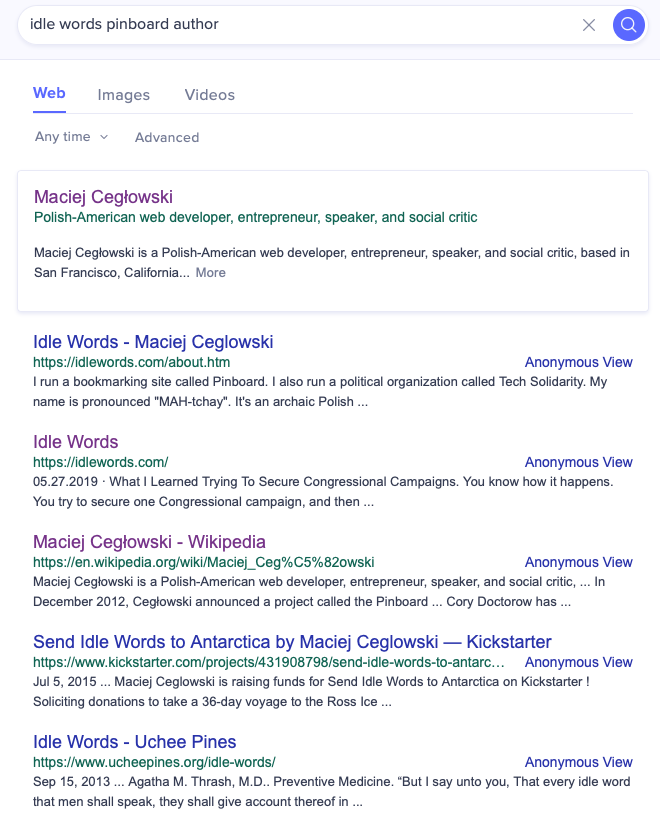 idle words pinboard author
Web Images Videos
Any time Advanced
Maciej Cegłowski
Polish-American web developer, entrepreneur, speaker, and social critic
Maciej Cegłowski is a Polish-American web developer, entrepreneur, speaker, and social critic, based in
San Francisco, California... More
Idle Words - Maciej Ceglowski
https://idlewords.com/about.htm Anonymous View
I run a bookmarking site called Pinboard. I also run a political organization called Tech Solidarity. My
name is pronounced "MAH-tchay". It's an archaic Polish ...
Idle Words
https://idlewords.com/ Anonymous View
05.27.2019 · What I Learned Trying To Secure Congressional Campaigns. You know how it happens.
You try to secure one Congressional campaign, and then ...
Maciej Cegłowski - Wikipedia
https://en.wikipedia.org/wiki/Maciej_Ceg%C5%82owski Anonymous View
Maciej Cegłowski is a Polish-American web developer, entrepreneur, speaker, and social critic, ... In
December 2012, Cegłowski announced a project called the Pinboard ... Cory Doctorow has ...
Send Idle Words to Antarctica by Maciej Ceglowski — Kickstarter
https://www.kickstarter.com/projects/431908798/send-idle-words-to-antarc... Anonymous View
Jul 5, 2015 ... Maciej Ceglowski is raising funds for Send Idle Words to Antarctica on Kickstarter !
Soliciting donations to take a 36-day voyage to the Ross Ice ...
Idle Words - Uchee Pines
https://www.ucheepines.org/idle-words/ Anonymous View
Sep 15, 2013 ... Agatha M. Thrash, M.D.. Preventive Medicine. “But I say unto you, That every idle word
that men shall speak, they shall give account thereof in ...